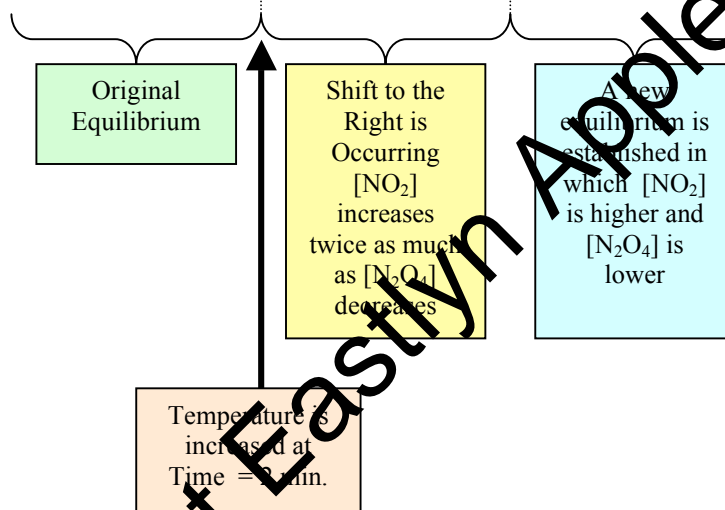 Original
Equilibrium
Shift to the
Right is
Occurring
[NO₂]
increases
twice as much
as [N₂O₄]
decreases
A new
equilibrium is
established in
which [NO₂]
is higher and
[N₂O₄] is
lower
Temperature is
increased at
Time = 2 min.
Eastlyn Apple